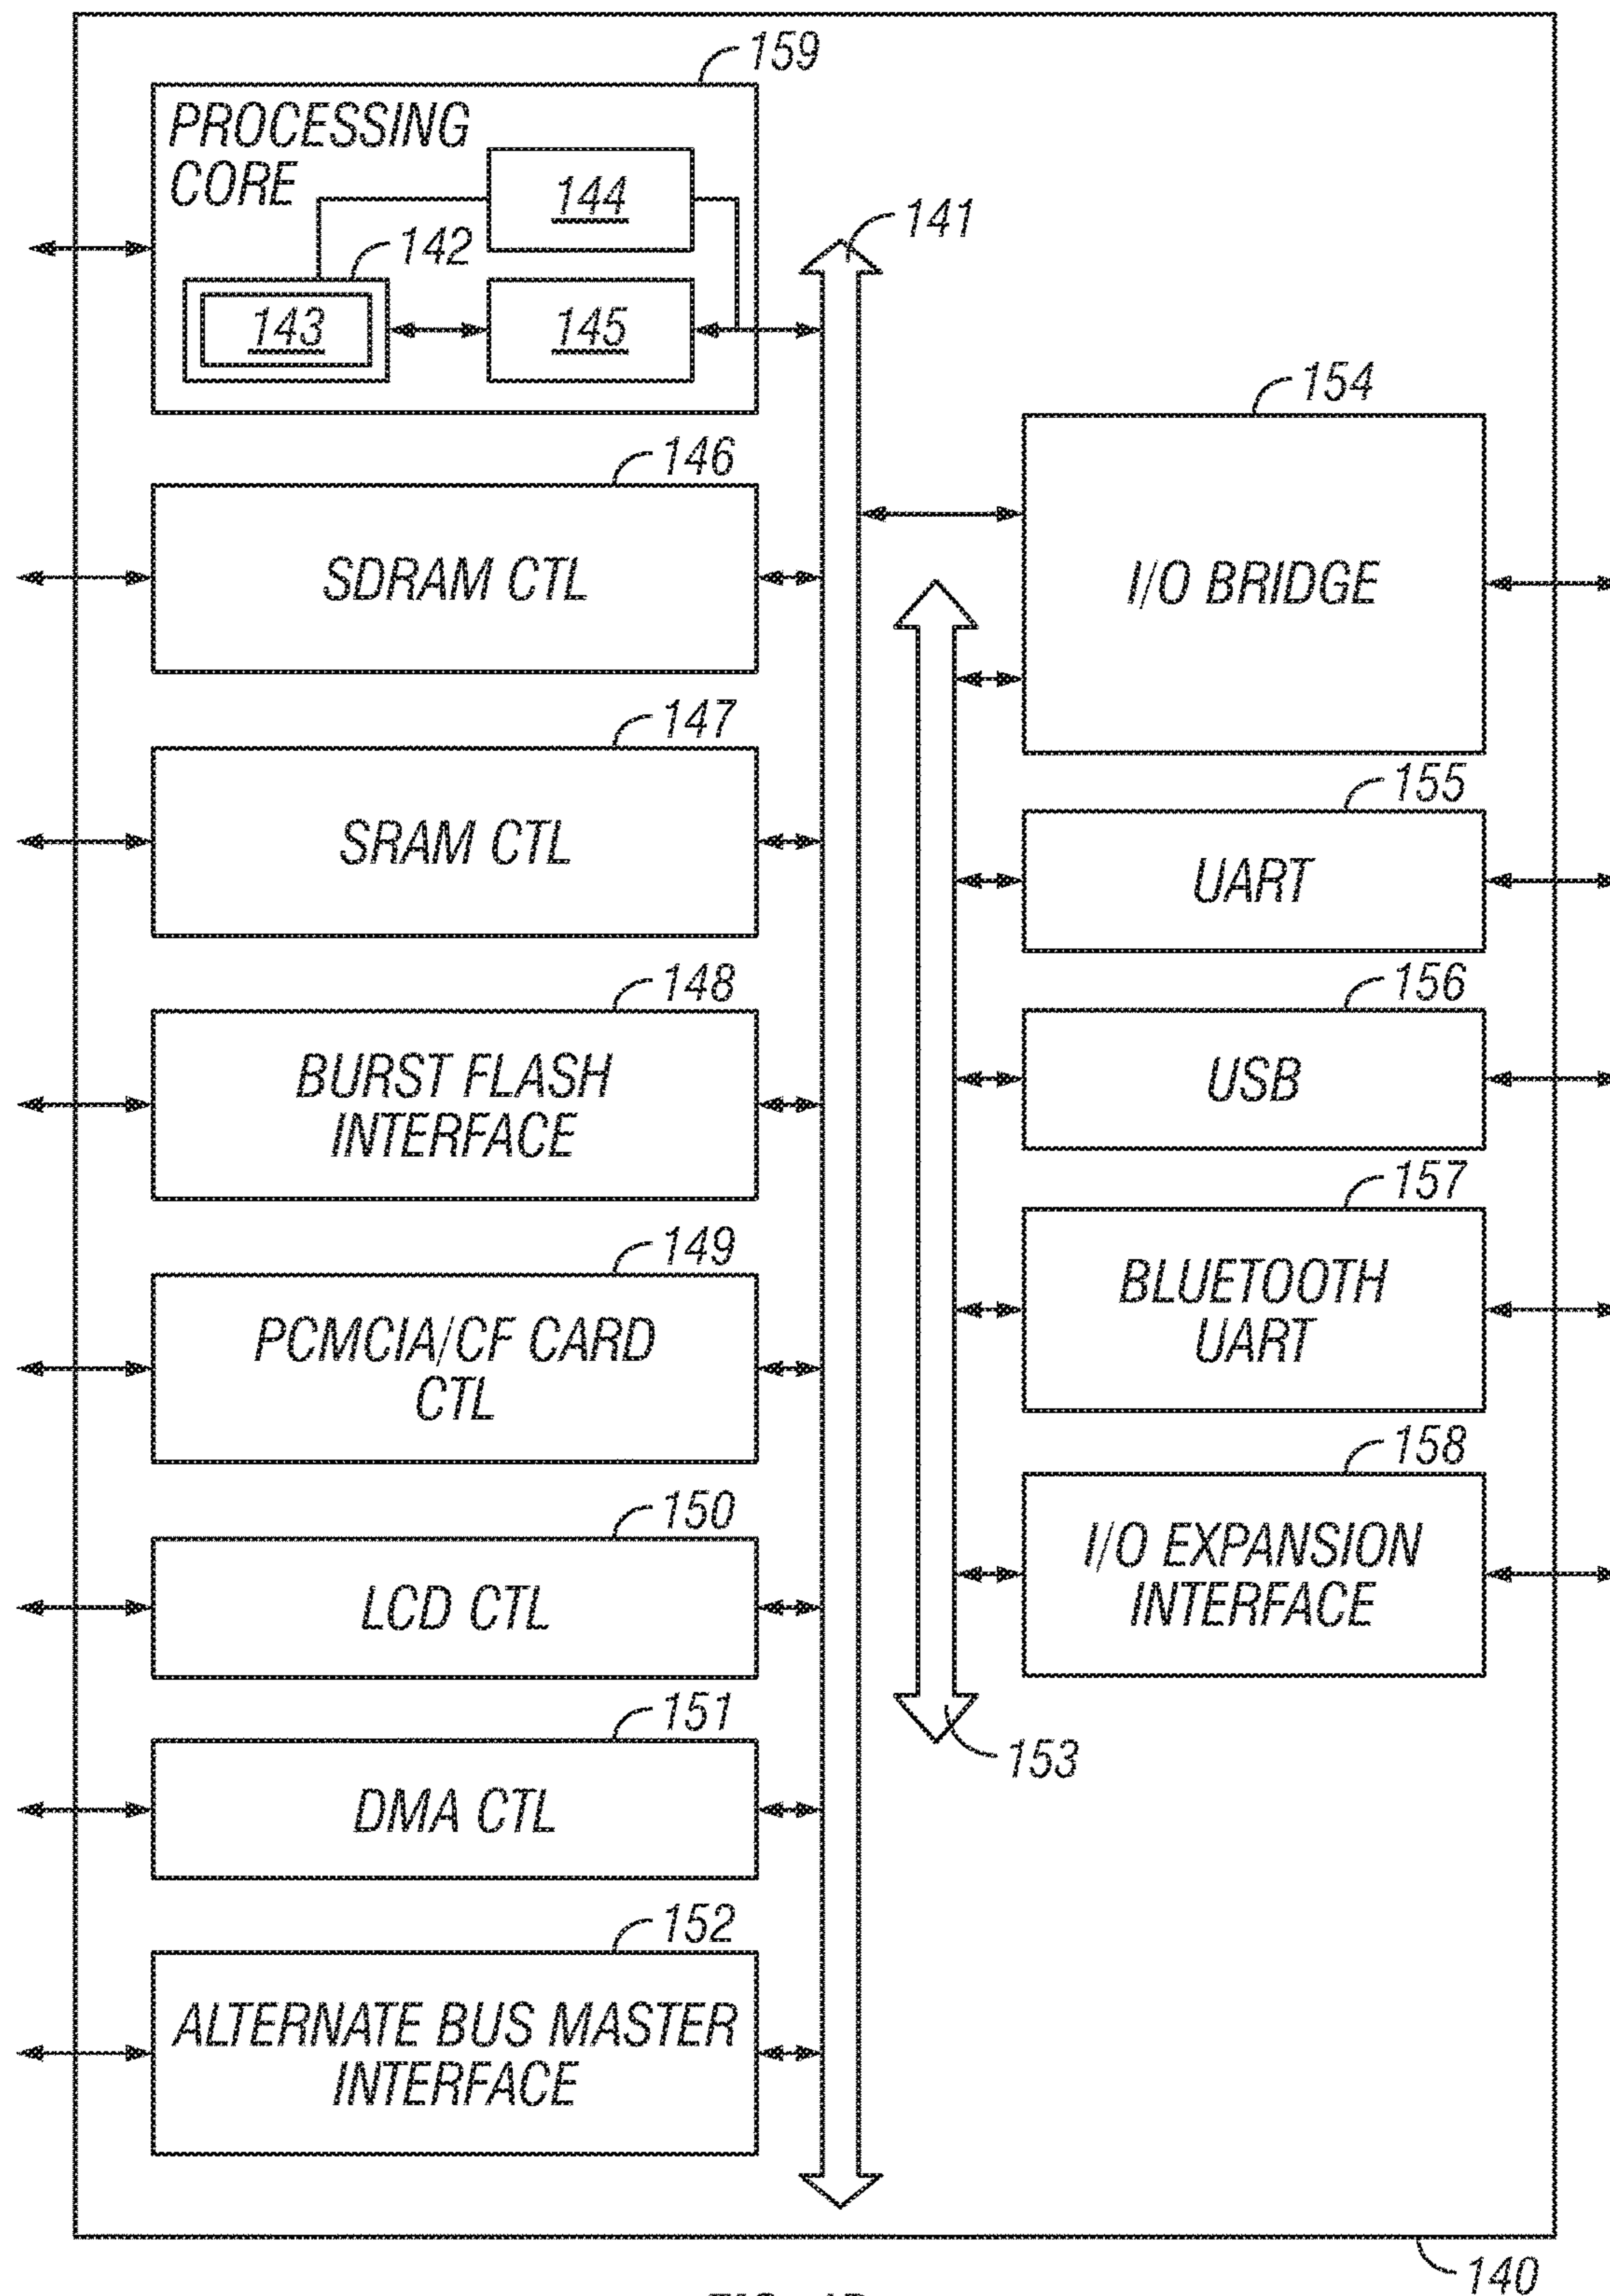 159
PROCESSING
CORE
144
142
143
145
141
154
I/O BRIDGE
146
SDRAM CTL
147
SRAM CTL
155
UART
148
BURST FLASH
INTERFACE
156
USB
157
BLUETOOTH
UART
149
PCMCIA/CF CARD
CTL
158
I/O EXPANSION
INTERFACE
150
LCD CTL
153
151
DMA CTL
152
ALTERNATE BUS MASTER
INTERFACE
140